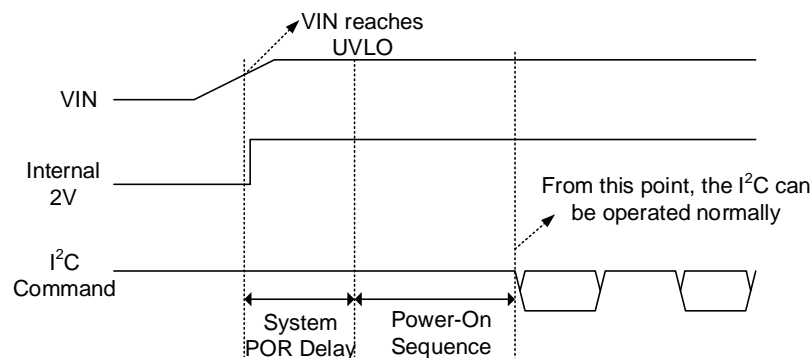 VIN reaches
UVLO
VIN
Internal
2V
From this point, the I²C can
be operated normally
I²C
Command
System
POR Delay
Power-On
Sequence